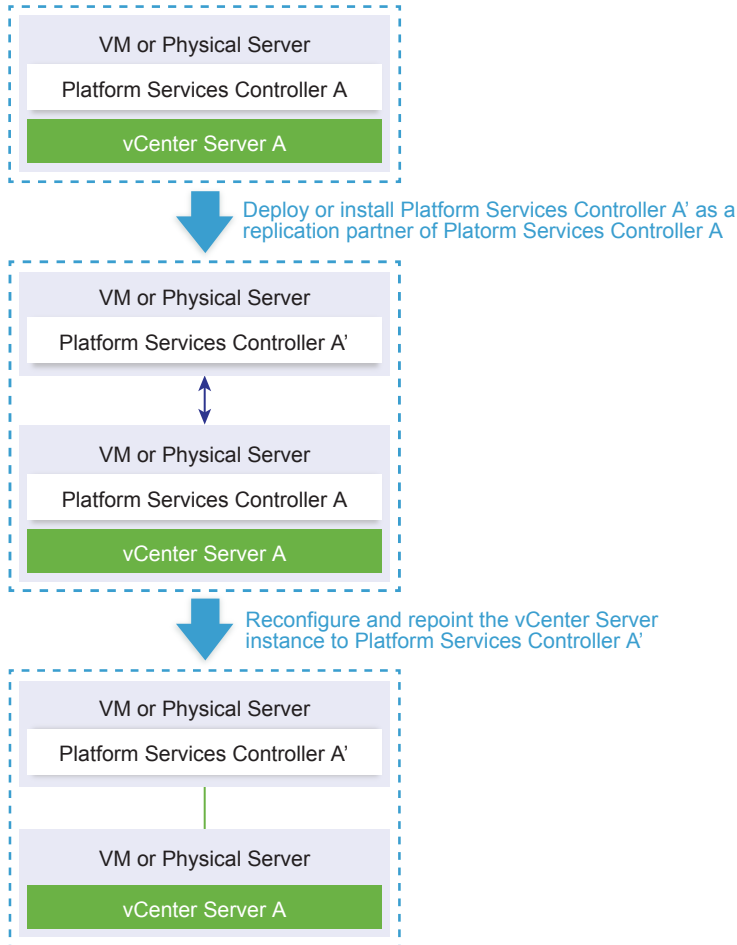 VM or Physical Server
Platform Services Controller A
vCenter Server A
Deploy or install Platform Services Controller A’ as a
replication partner of Platorm Services Controller A
VM or Physical Server
Platform Services Controller A’
VM or Physical Server
Platform Services Controller A
vCenter Server A
Reconfigure and repoint the vCenter Server
instance to Platform Services Controller A’
VM or Physical Server
Platform Services Controller A’
VM or Physical Server
vCenter Server A